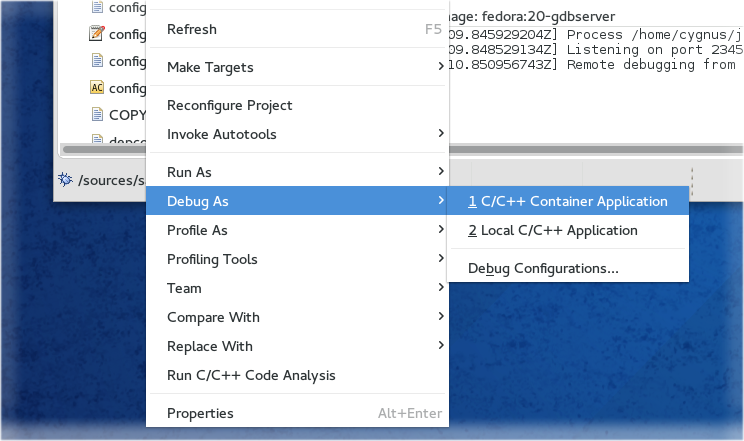 config
config
config
AC config
COPY
depco
/sources/s
Refresh F5
Make Targets
Reconfigure Project
Invoke Autotools
Run As
Debug As
Profile As
Profiling Tools
Team
Compare With
Replace With
Run C/C++ Code Analysis
Properties Alt+Enter
1 C/C++ Container Application
2 Local C/C++ Application
Debug Configurations...
mage: fedora:20-gdbserver
09.845929204Z] Process /home/cygnus/j
09.848529134Z] Listening on port 2345
10.850956743Z] Remote debugging from